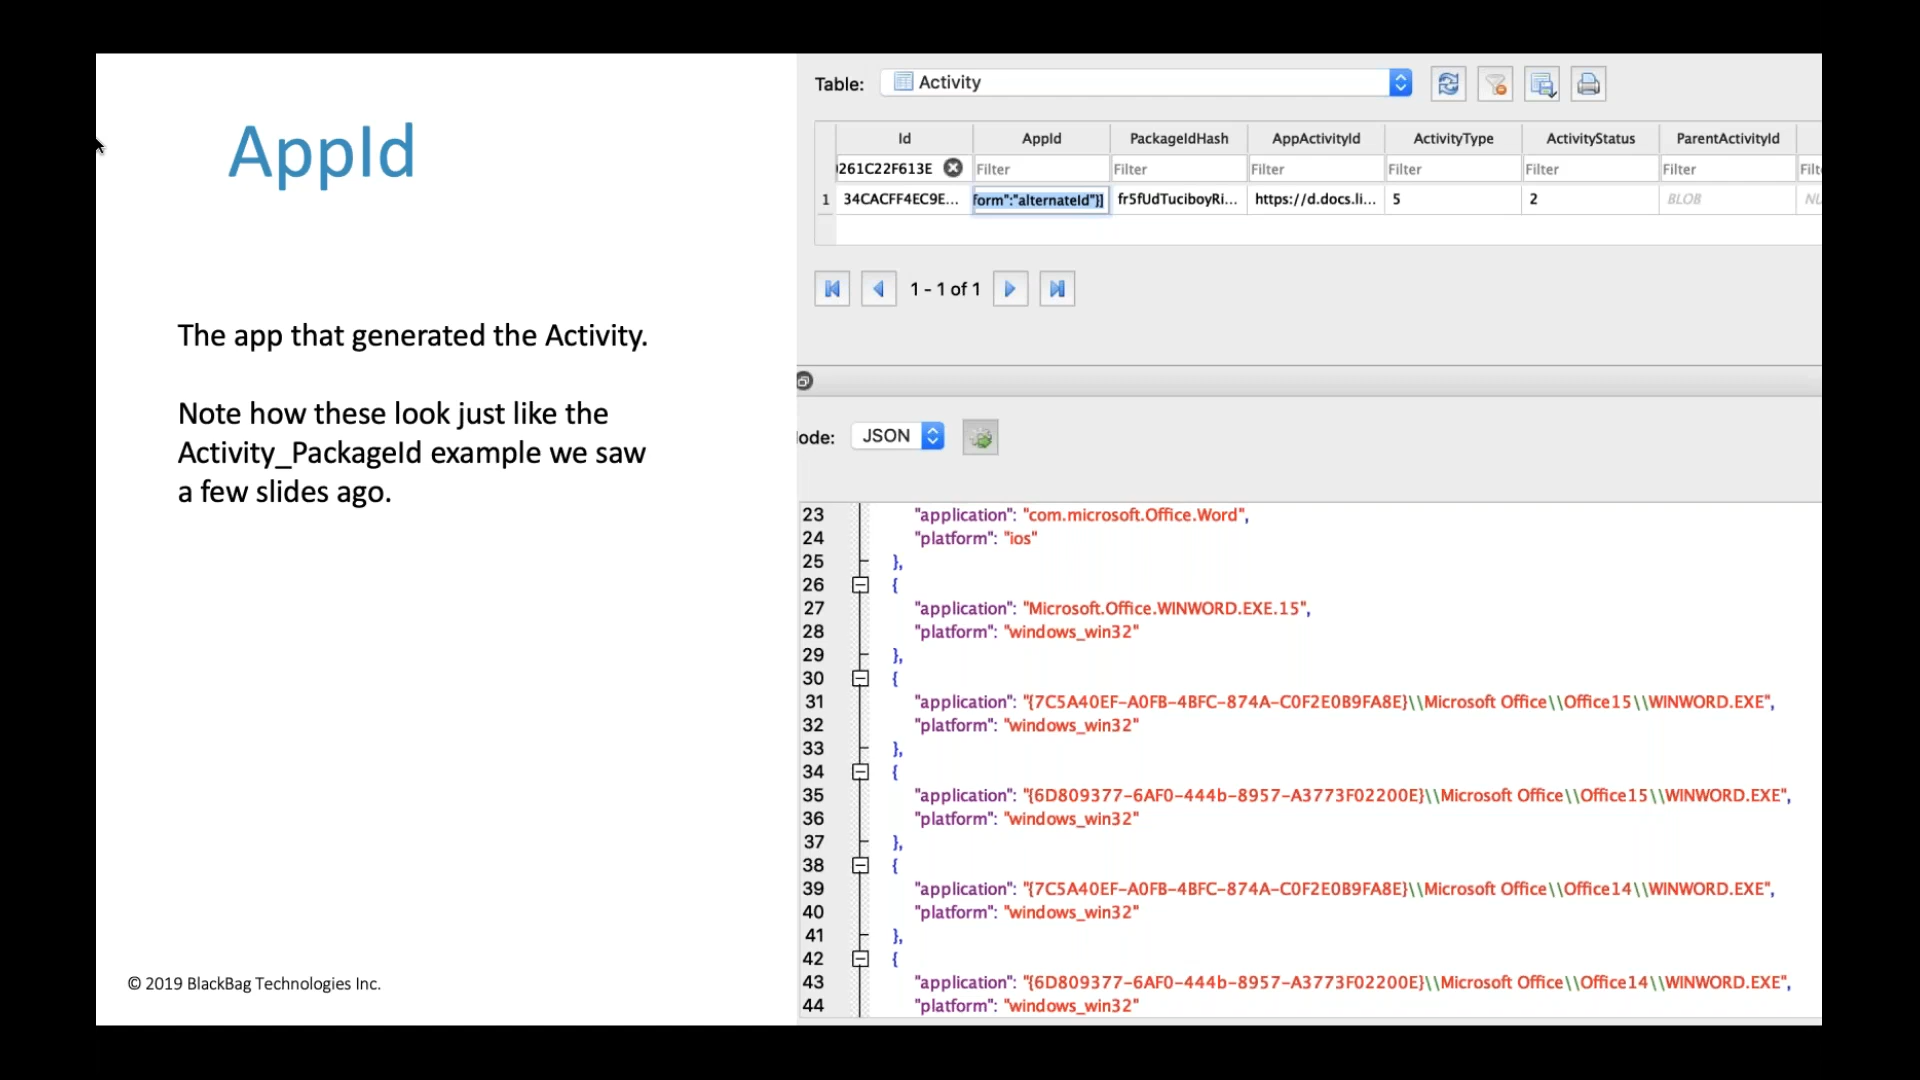 AppId
The app that generated the Activity.
Note how these look just like the
Activity_PackageId example we saw
a few slides ago.
© 2019 BlackBag Technologies Inc.
Table: Activity
Id AppId PackageIdHash AppActivityId ActivityType ActivityStatus ParentActivityId
261C22F613E Filter Filter Filter Filter Filter Filter Filt
1 34CACFF4EC9E... form":"alternateId"}] fr5fUdTuciboyRi... https://d.docs.li... 5 2 BLOB NU
1 - 1 of 1
lode: JSON
23 "application": "com.microsoft.Office.Word",
24 "platform": "ios"
25 },
26 {
27 "application": "Microsoft.Office.WINWORD.EXE.15",
28 "platform": "windows_win32"
29 },
30 {
31 "application": "{7C5A40EF-A0FB-4BFC-874A-C0F2E0B9FA8E}\\Microsoft Office\\Office15\\WINWORD.EXE",
32 "platform": "windows_win32"
33 },
34 {
35 "application": "{6D809377-6AF0-444b-8957-A3773F02200E}\\Microsoft Office\\Office15\\WINWORD.EXE",
36 "platform": "windows_win32"
37 },
38 {
39 "application": "{7C5A40EF-A0FB-4BFC-874A-C0F2E0B9FA8E}\\Microsoft Office\\Office14\\WINWORD.EXE",
40 "platform": "windows_win32"
41 },
42 {
43 "application": "{6D809377-6AF0-444b-8957-A3773F02200E}\\Microsoft Office\\Office14\\WINWORD.EXE",
44 "platform": "windows_win32"